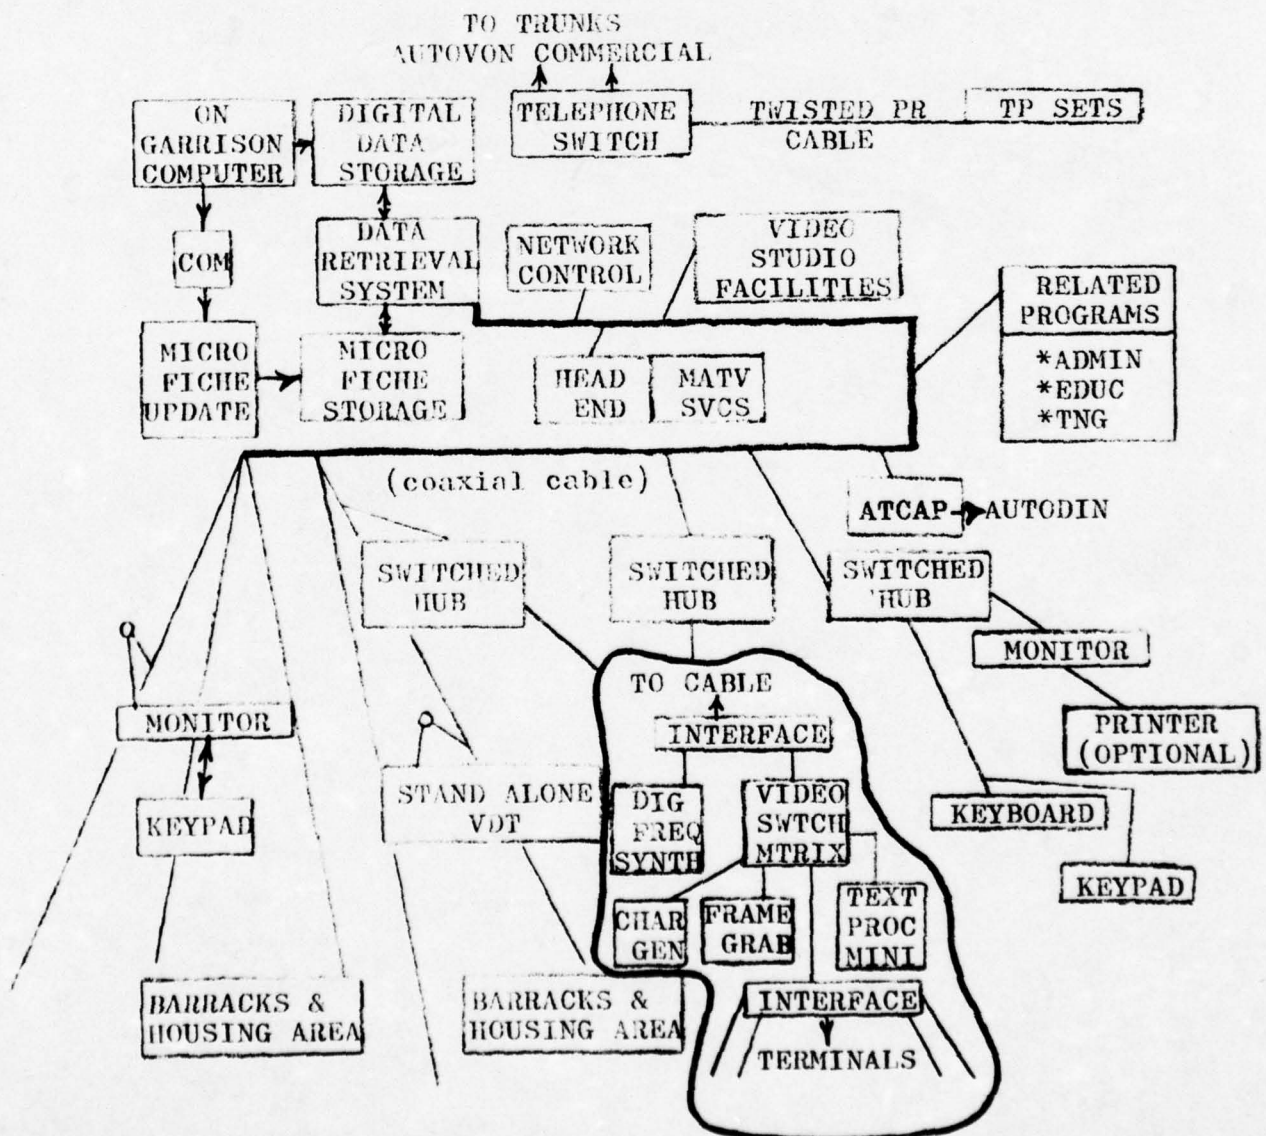 TO TRUNKS
AUTOVON COMMERCIAL
ON
GARRISON
COMPUTER
DIGITAL
DATA
STORAGE
TELEPHONE
SWITCH
TWISTED PR
CABLE
TP SETS
COM
DATA
RETRIEVAL
SYSTEM
NETWORK
CONTROL
VIDEO
STUDIO
FACILITIES
RELATED
PROGRAMS
*ADMIN
*EDUC
*TNG
MICRO
FICHE
UPDATE
MICRO
FICHE
STORAGE
HEAD
END
MATV
SVCS
(coaxial cable)
ATCAP
AUTODIN
SWITCHED
HUB
SWITCHED
HUB
SWITCHED
HUB
MONITOR
PRINTER
(OPTIONAL)
KEYBOARD
KEYPAD
MONITOR
KEYPAD
STAND ALONE
VDT
TO CABLE
INTERFACE
DIG
FREQ
SYNTH
VIDEO
SWTCH
MTRIX
CHAR
GEN
FRAME
GRAB
TEXT
PROC
MINI
INTERFACE
TERMINALS
BARRACKS &
HOUSING AREA
BARRACKS &
HOUSING AREA